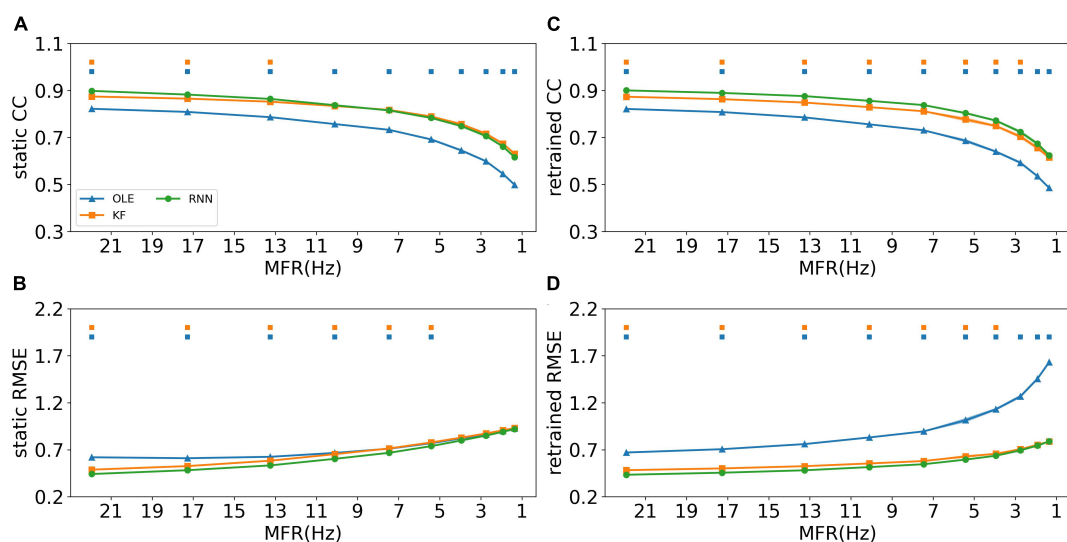 A
static CC
1.1
0.9
0.7
0.5
0.3
OLE
RNN
KF
21 19 17 15 13 11 9 7 5 3 1
MFR(Hz)
C
retrained CC
1.1
0.9
0.7
0.5
0.3
21 19 17 15 13 11 9 7 5 3 1
MFR(Hz)
B
static RMSE
2.2
1.7
1.2
0.7
0.2
21 19 17 15 13 11 9 7 5 3 1
MFR(Hz)
D
retrained RMSE
2.2
1.7
1.2
0.7
0.2
21 19 17 15 13 11 9 7 5 3 1
MFR(Hz)